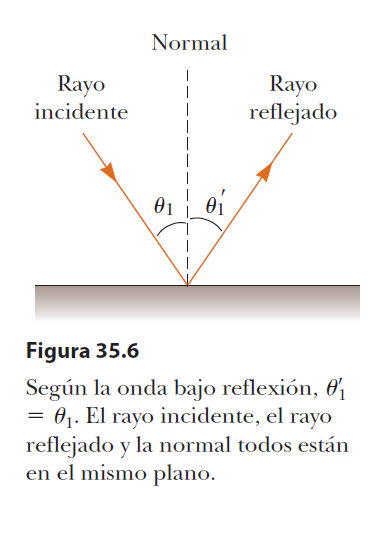 Normal
Rayo
incidente
Rayo
reflejado
θ₁
θ₁′
Figura 35.6
Según la onda bajo reflexión, θ′₁
= θ₁. El rayo incidente, el rayo
reflejado y la normal todos están
en el mismo plano.